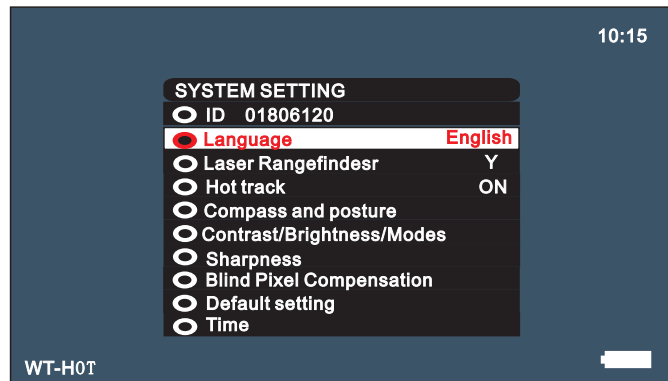 10:15
SYSTEM SETTING
ID 01806120
Language English
Laser Rangefindesr Y
Hot track ON
Compass and posture
Contrast/Brightness/Modes
Sharpness
Blind Pixel Compensation
Default setting
Time
WT-HOT